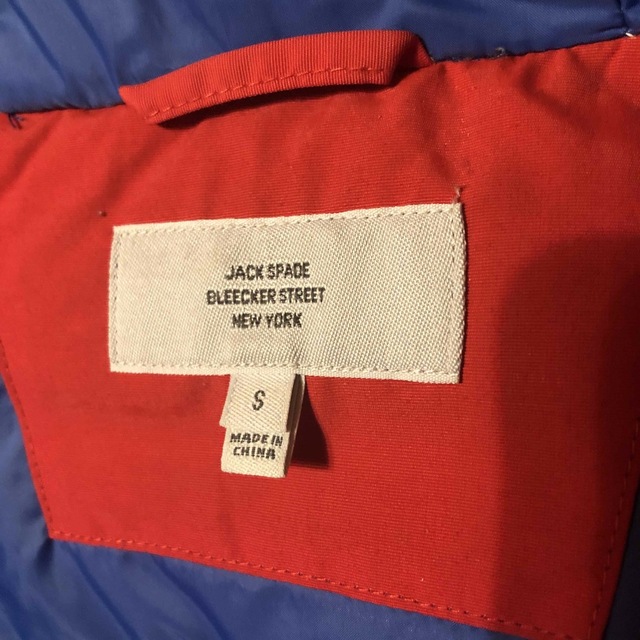 JACK SPADE
BLEECKER STREET
NEW YORK
S
MADE IN
CHINA